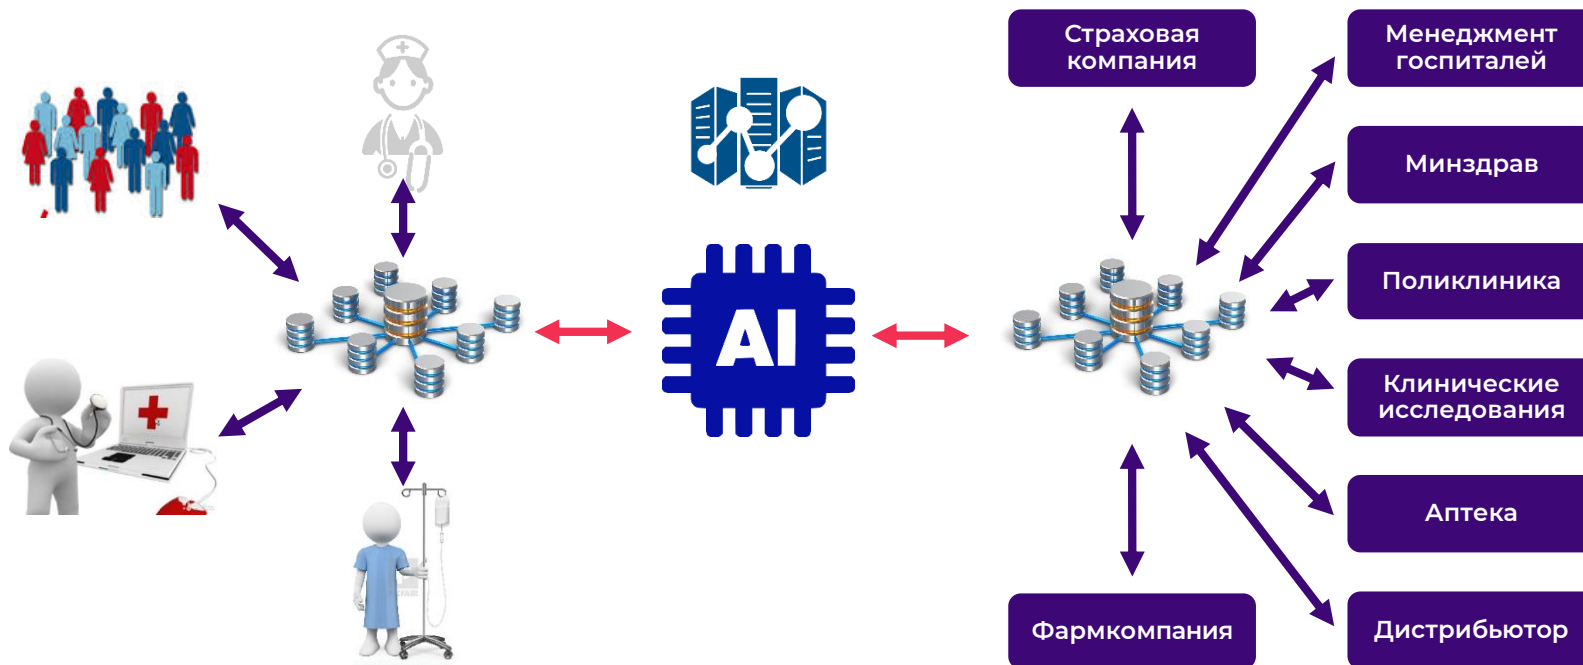 Страховая
компания
Менеджмент
госпиталей
Минздрав
Поликлиника
AI
Клинические
исследования
Аптека
Фармкомпания
Дистрибьютор